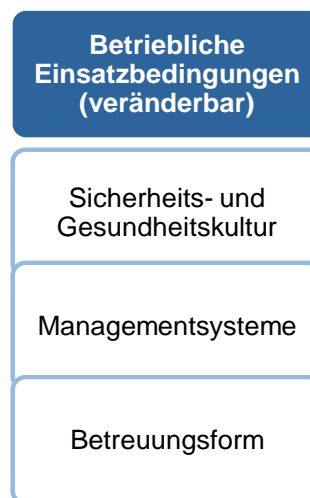 Betriebliche
Einsatzbedingungen
(veränderbar)
Sicherheits- und
Gesundheitskultur
Managementsysteme
Betreuungsform